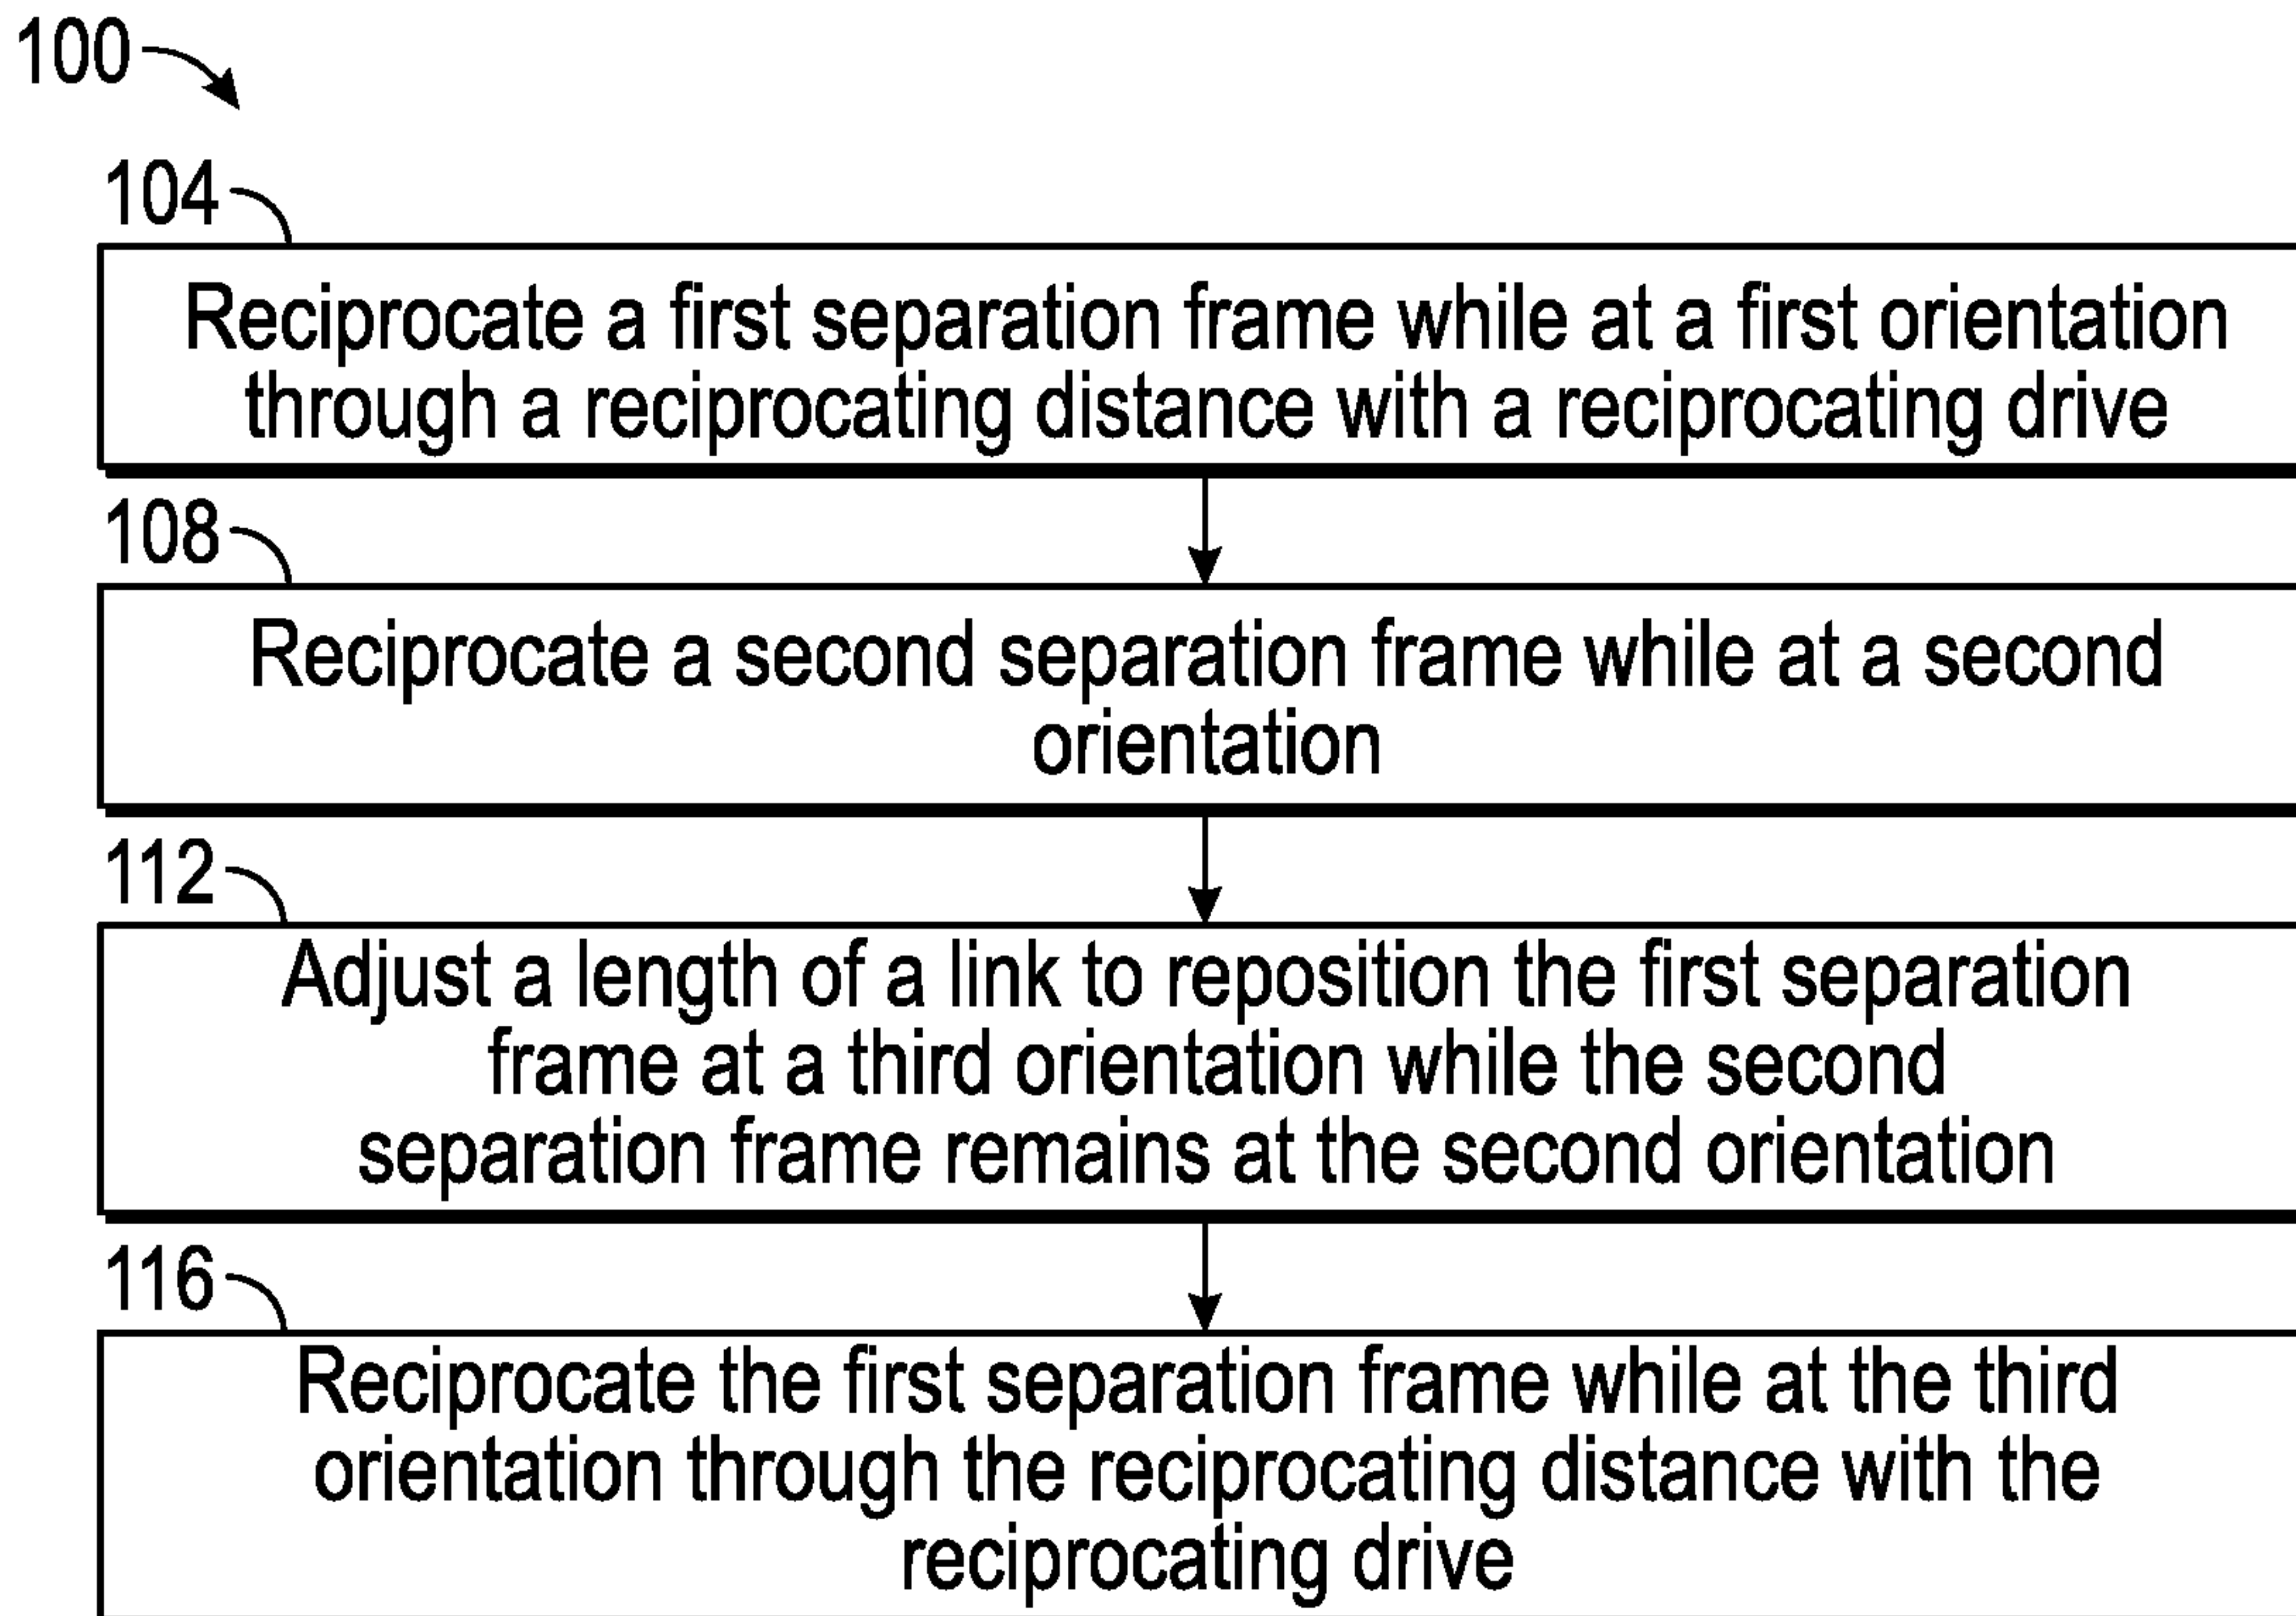 100
104
Reciprocate a first separation frame while at a first orientation
through a reciprocating distance with a reciprocating drive
108
Reciprocate a second separation frame while at a second
orientation
112
Adjust a length of a link to reposition the first separation
frame at a third orientation while the second
separation frame remains at the second orientation
116
Reciprocate the first separation frame while at the third
orientation through the reciprocating distance with the
reciprocating drive